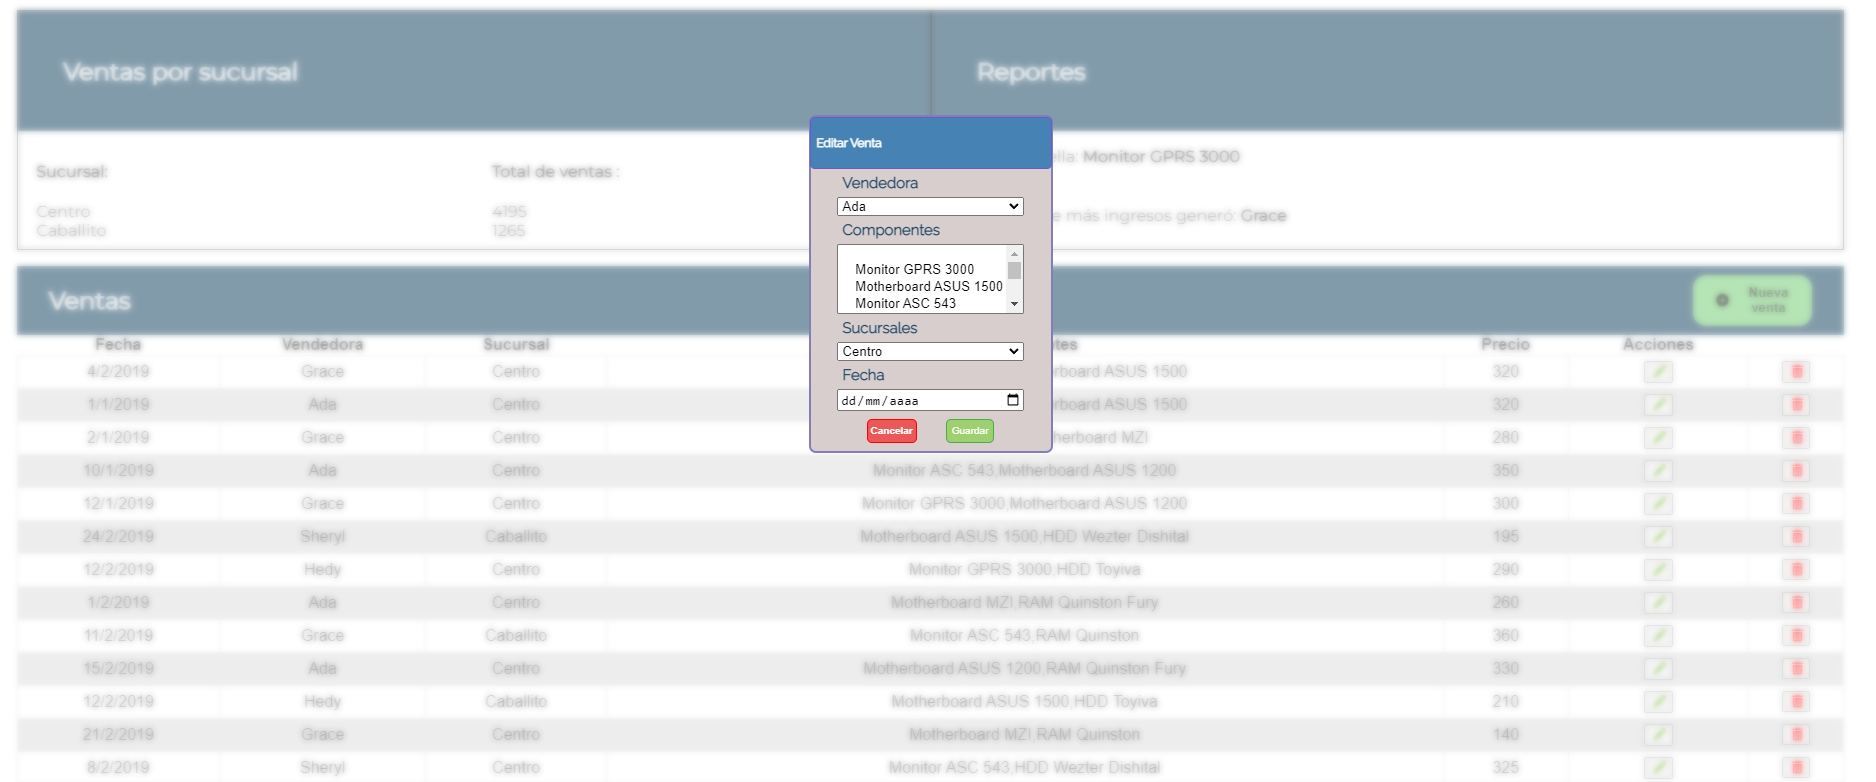 Ventas por sucursal
Reportes
Sucursal:
Total de ventas :
Centro
4195
Caballito
1265
ella: Monitor GPRS 3000
e más ingresos generó: Grace
Editar Venta
Vendedora
Ada
Componentes
Monitor GPRS 3000
Motherboard ASUS 1500
Monitor ASC 543
Sucursales
Centro
Fecha
dd/mm/aaaa
Cancelar
Guardar
Ventas
Nueva
venta
Fecha Vendedora Sucursal tes Precio Acciones
4/2/2019 Grace Centro rboard ASUS 1500 320
1/1/2019 Ada Centro rboard ASUS 1500 320
2/1/2019 Grace Centro herboard MZI 280
10/1/2019 Ada Centro Monitor ASC 543,Motherboard ASUS 1200 350
12/1/2019 Grace Centro Monitor GPRS 3000,Motherboard ASUS 1200 300
24/2/2019 Sheryl Caballito Motherboard ASUS 1500,HDD Wezter Dishital 195
12/2/2019 Hedy Centro Monitor GPRS 3000,HDD Toyiva 290
1/2/2019 Ada Centro Motherboard MZI,RAM Quinston Fury 260
11/2/2019 Grace Caballito Monitor ASC 543,RAM Quinston 360
15/2/2019 Ada Centro Motherboard ASUS 1200,RAM Quinston Fury 330
12/2/2019 Hedy Caballito Motherboard ASUS 1500,HDD Toyiva 210
21/2/2019 Grace Centro Motherboard MZI,RAM Quinston 140
8/2/2019 Sheryl Centro Monitor ASC 543,HDD Wezter Dishital 325